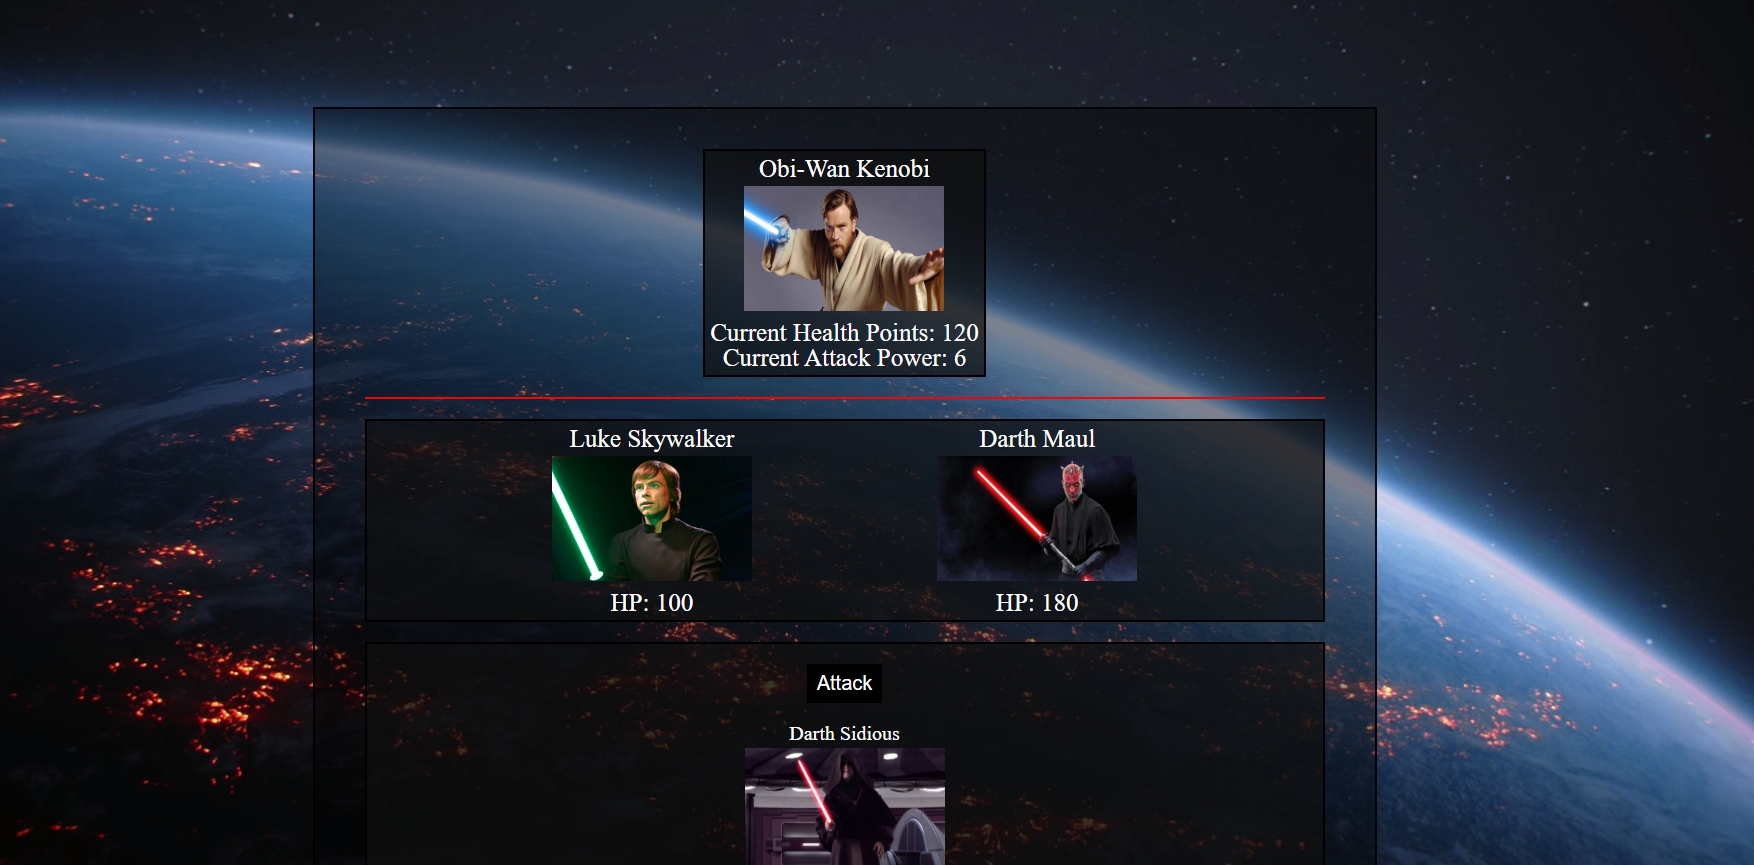 Obi-Wan Kenobi
Current Health Points: 120
Current Attack Power: 6
Luke Skywalker
Darth Maul
HP: 100
HP: 180
Attack
Darth Sidious